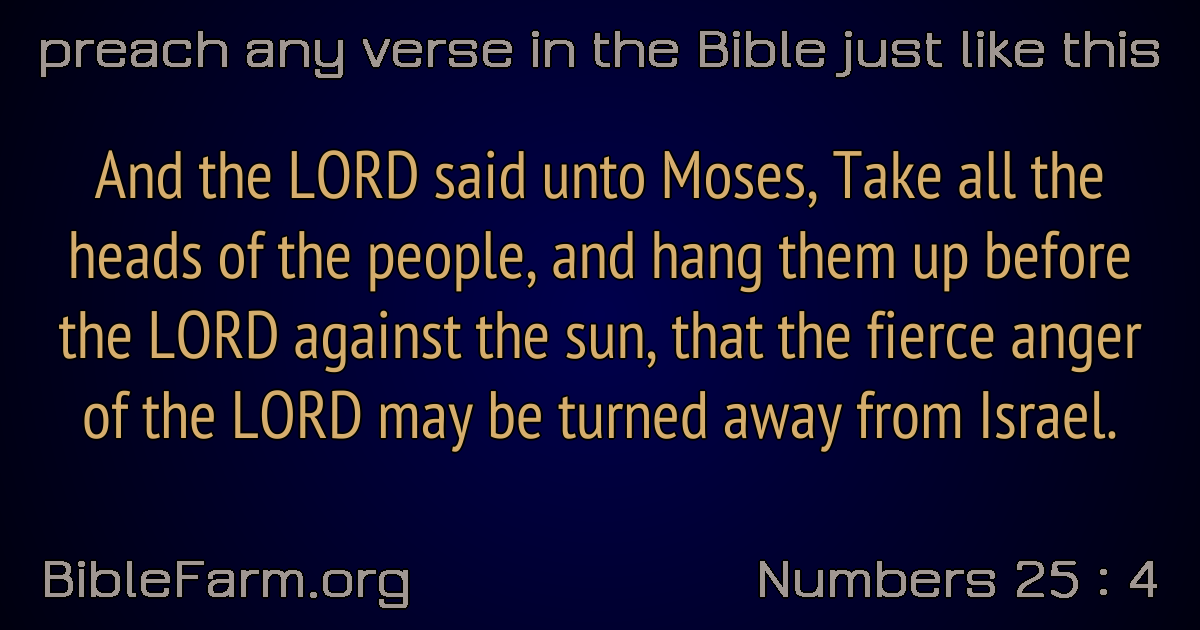 preach any verse in the Bible just like this
And the LORD said unto Moses, Take all the
heads of the people, and hang them up before
the LORD against the sun, that the fierce anger
of the LORD may be turned away from Israel.
BibleFarm.org
Numbers 25 : 4